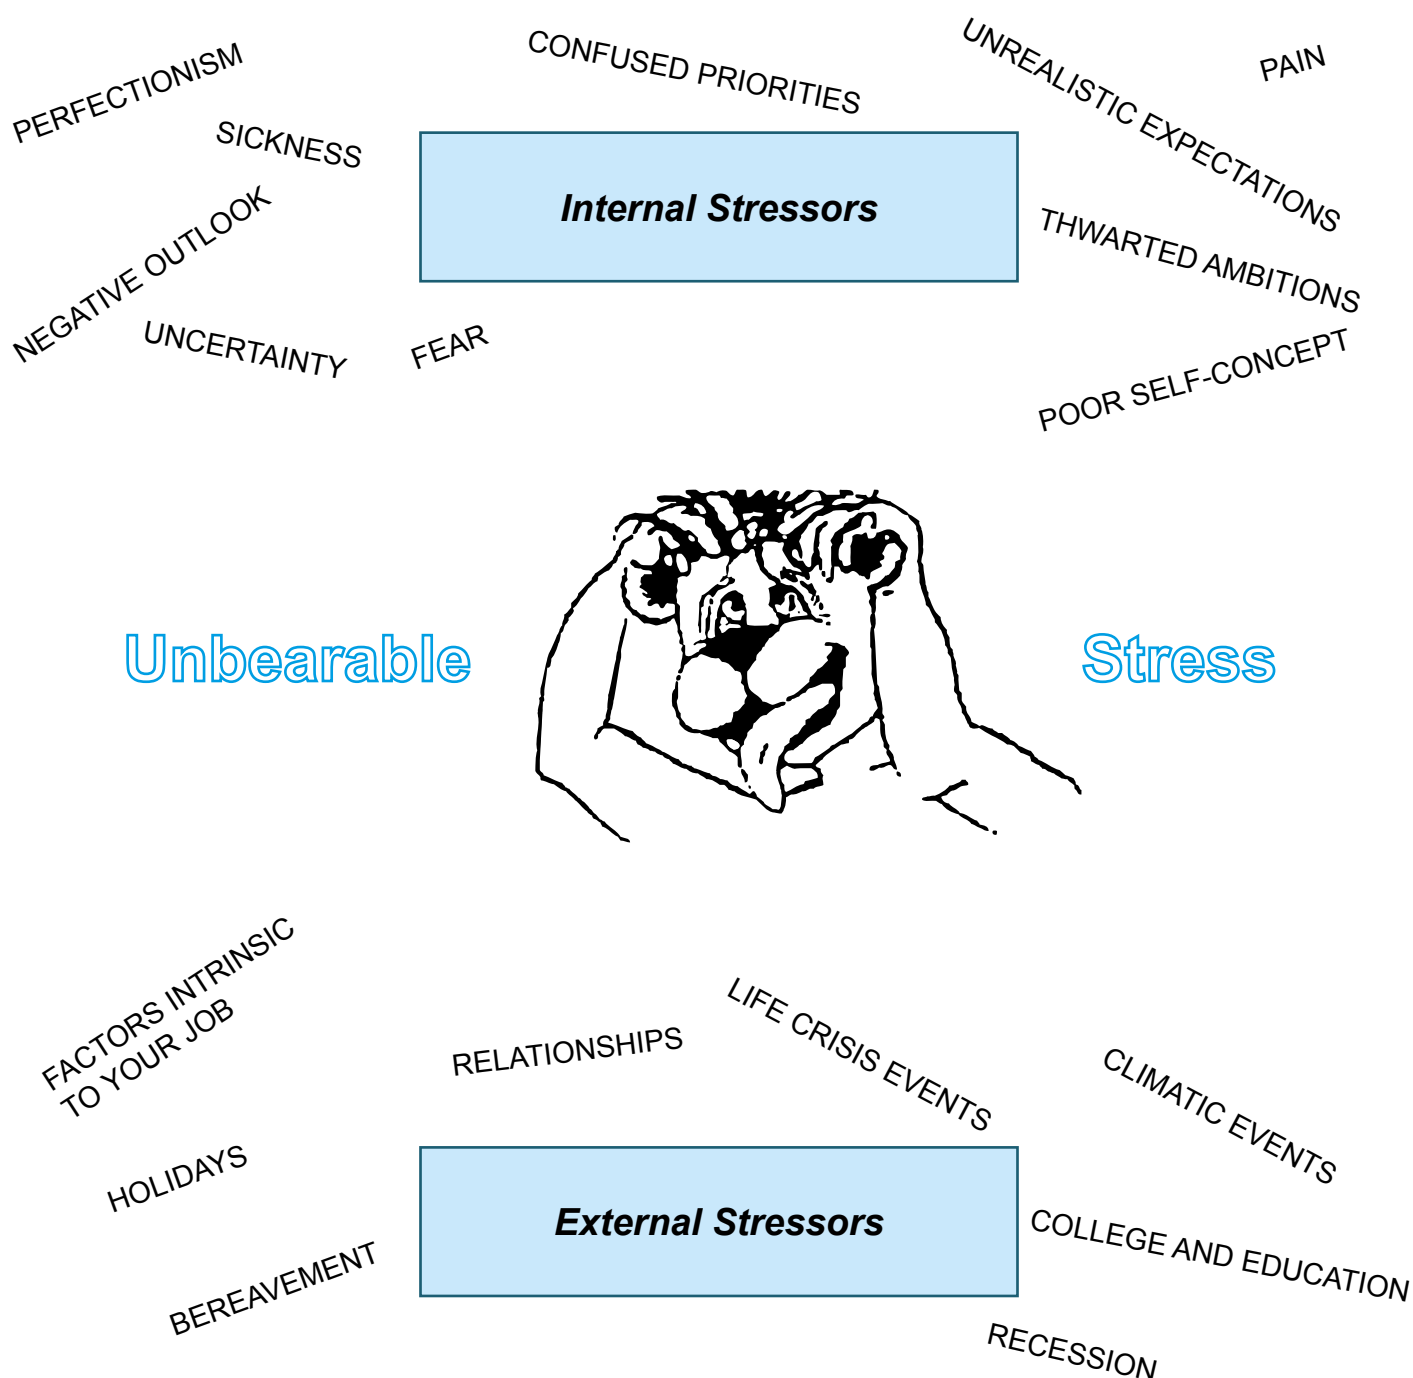 PERFECTIONISM
CONFUSED PRIORITIES
UNREALISTIC EXPECTATIONS
PAIN
SICKNESS
Internal Stressors
NEGATIVE OUTLOOK
THWARTED AMBITIONS
UNCERTAINTY
FEAR
POOR SELF-CONCEPT
Unbearable
Stress
FACTORS INTRINSIC
TO YOUR JOB
RELATIONSHIPS
LIFE CRISIS EVENTS
CLIMATIC EVENTS
HOLIDAYS
External Stressors
COLLEGE AND EDUCATION
BEREAVEMENT
RECESSION